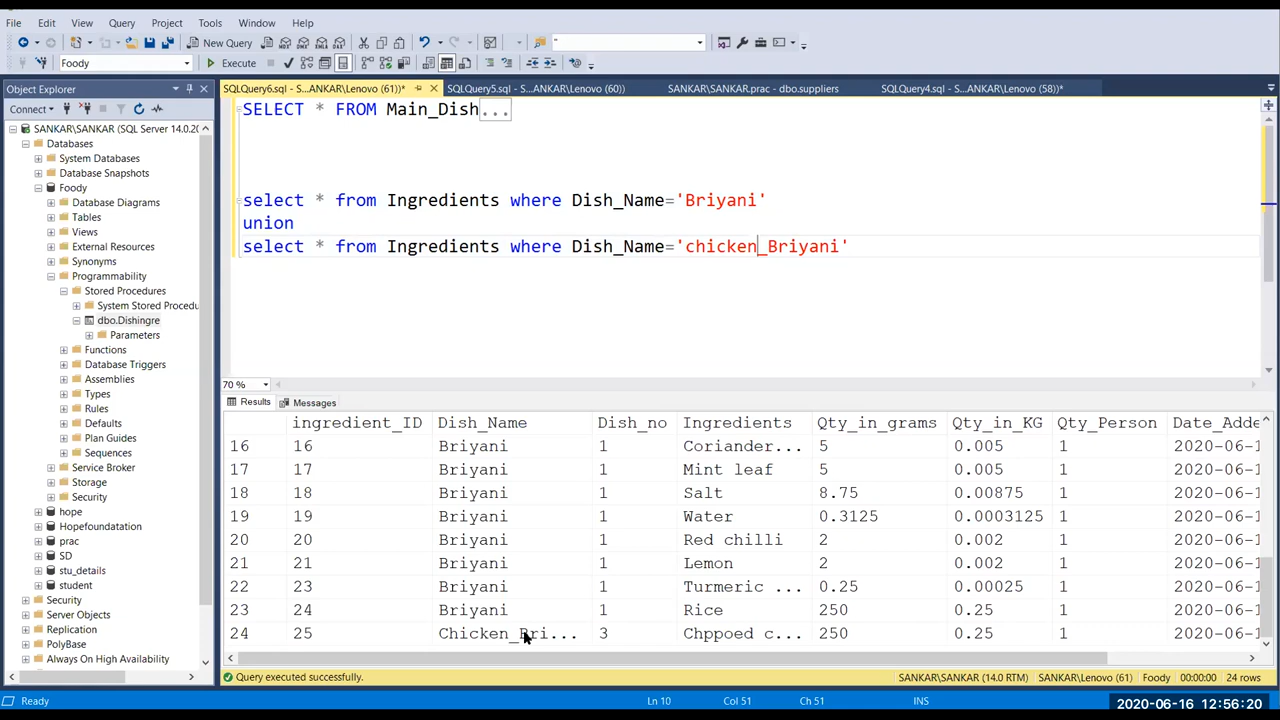 File Edit View Query Project Tools Window Help
New Query
Foody Execute
Object Explorer
Connect
SANKAR\SANKAR (SQL Server 14.0.20
Databases
System Databases
Database Snapshots
Foody
Database Diagrams
Tables
Views
External Resources
Synonyms
Programmability
Stored Procedures
System Stored Procedu
dbo.Dishingre
Parameters
Functions
Database Triggers
Assemblies
Types
Rules
Defaults
Plan Guides
Sequences
Service Broker
Storage
Security
hope
Hopefoundatation
prac
SD
stu_details
student
Security
Server Objects
Replication
PolyBase
Always On High Availability
SQLQuery6.sql - S...ANKAR\Lenovo (61))* SQLQuery5.sql - S...ANKAR\Lenovo (60)) SANKAR\SANKAR.prac - dbo.suppliers SQLQuery4.sql - S...ANKAR\Lenovo (58))*
SELECT * FROM Main_Dish...
select * from Ingredients where Dish_Name='Briyani'
union
select * from Ingredients where Dish_Name='chicken_Briyani'
70 %
Results Messages
ingredient_ID Dish_Name Dish_no Ingredients Qty_in_grams Qty_in_KG Qty_Person Date_Adde
16 16 Briyani 1 Coriander... 5 0.005 1 2020-06-1
17 17 Briyani 1 Mint leaf 5 0.005 1 2020-06-1
18 18 Briyani 1 Salt 8.75 0.00875 1 2020-06-1
19 19 Briyani 1 Water 0.3125 0.0003125 1 2020-06-1
20 20 Briyani 1 Red chilli 2 0.002 1 2020-06-1
21 21 Briyani 1 Lemon 2 0.002 1 2020-06-1
22 23 Briyani 1 Turmeric ... 0.25 0.00025 1 2020-06-1
23 24 Briyani 1 Rice 250 0.25 1 2020-06-1
24 25 Chicken_Bri... 3 Chppoed c... 250 0.25 1 2020-06-1
Query executed successfully. SANKAR\SANKAR (14.0 RTM) SANKAR\Lenovo (61) Foody 00:00:00 24 rows
Ready Ln 10 Col 51 Ch 51 INS
2020-06-16 12:56:20